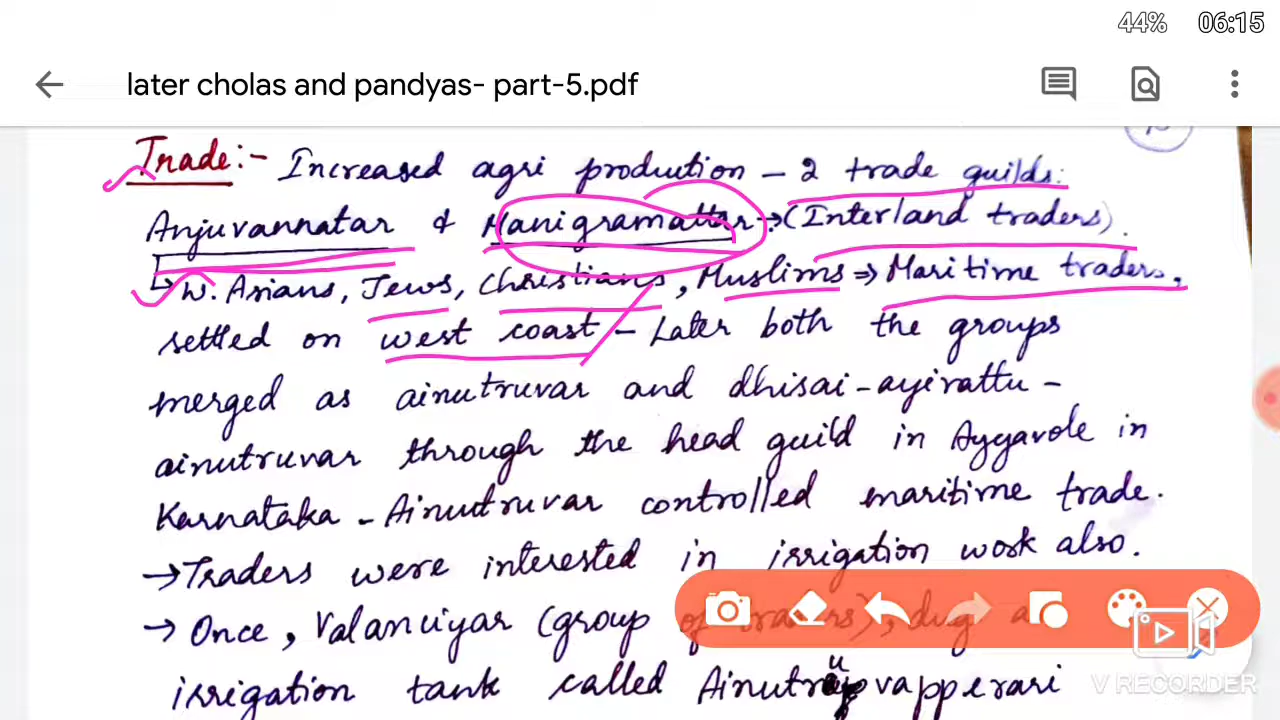 44% 06:15
later cholas and pandyas- part-5.pdf
Trade:- Increased agri production - 2 trade guilds:
Anjuvannatar & Manigramattar → (Interland traders).
↳ W. Asians, Jews, Christians, Muslims ⇒ Maritime traders,
settled on west coast - Later both the groups
merged as ainutruvar and dhisai-ayirattu-
ainutruvar through the head guild in Ayyavole in
Karnataka - Ainutruvar controlled maritime trade.
→ Traders were interested in irrigation work also.
→ Once, Valanciyar (group of traders), dug a
irrigation tank called
V RECORDER